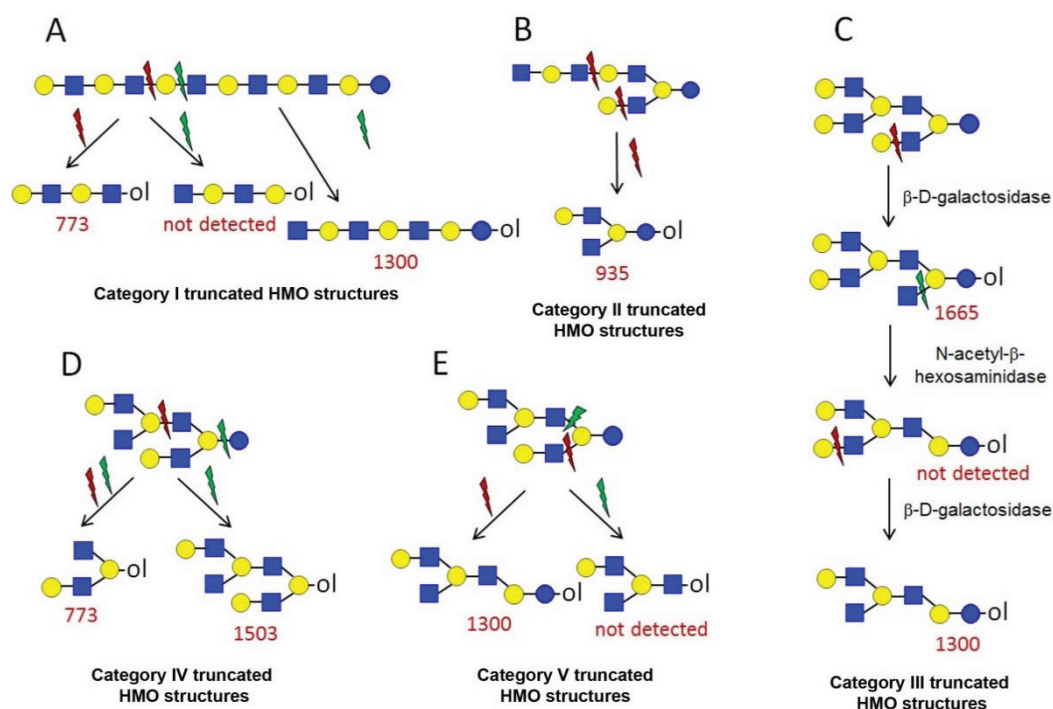 A
-ol
773
-ol
not detected
-ol
1300
Category I truncated HMO structures
B
-ol
935
Category II truncated
HMO structures
C
β-D-galactosidase
-ol
1665
N-acetyl-β-
hexosaminidase
-ol
not detected
β-D-galactosidase
-ol
1300
Category III truncated
HMO structures
D
-ol
773
-ol
1503
Category IV truncated
HMO structures
E
-ol
1300
-ol
not detected
Category V truncated
HMO structures